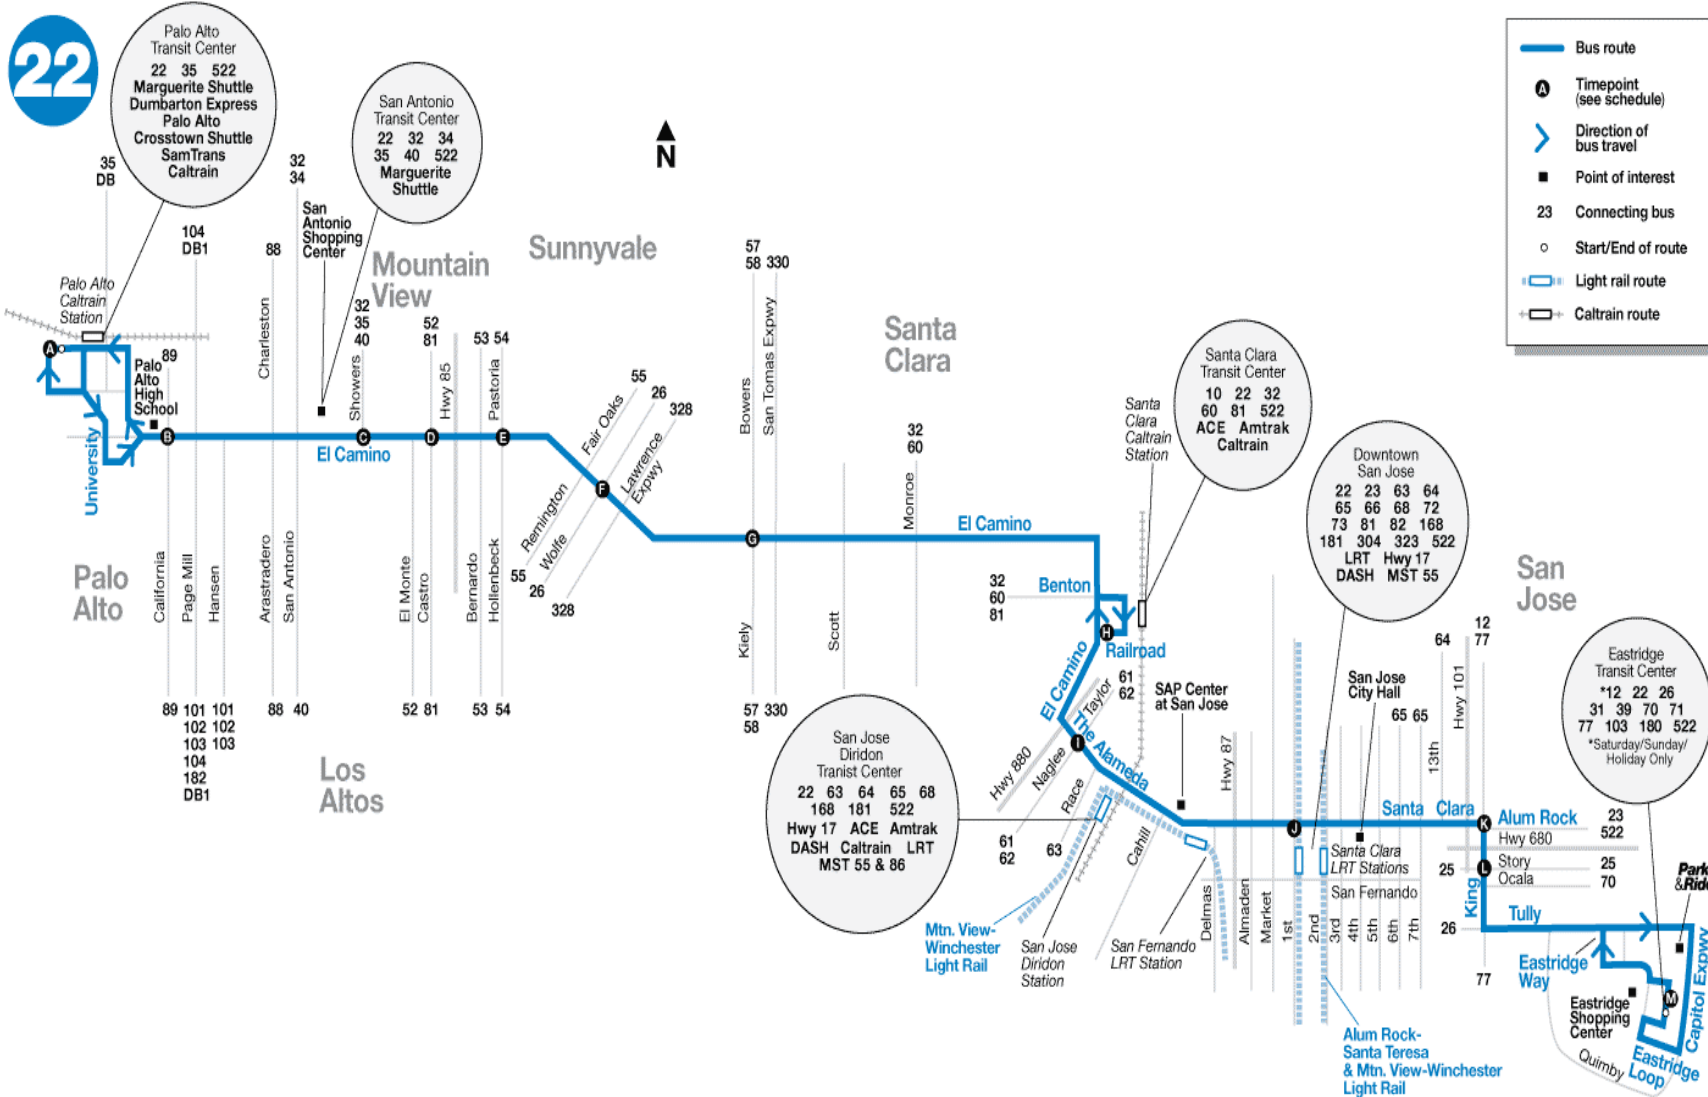 22
Palo Alto
Transit Center
22 35 522
Marguerite Shuttle
Dumbarton Express
Palo Alto
Crosstown Shuttle
SamTrans
Caltrain
San Antonio
Transit Center
22 32 34
35 40 522
Marguerite
Shuttle
N
Bus route
A
Timepoint
(see schedule)
Direction of
bus travel
Point of interest
23
Connecting bus
Start/End of route
Light rail route
Caltrain route
35
DB
104
DB1
32
34
88
San
Antonio
Shopping
Center
Mountain
View
Sunnyvale
Santa
Clara
Palo Alto
Caltrain
Station
A
89
Palo
Alto
High
School
University
B
Charleston
32
35
40
Showers
C
El Camino
52
81
D
Hwy 85
53
54
Pastoria
E
Fair Oaks
55
26
328
Remington
Wolfe
Lawrence
Expwy
F
55
26
328
57
58
330
Bowers
San Tomas Expwy
G
32
60
Monroe
El Camino
Santa
Clara
Caltrain
Station
Santa Clara
Transit Center
10 22 32
60 81 522
ACE Amtrak
Caltrain
Downtown
San Jose
22 23 63 64
65 66 68 72
73 81 82 168
181 304 323 522
LRT Hwy 17
DASH MST 55
San
Jose
Palo
Alto
California
Page Mill
Hansen
Arastradero
San Antonio
El Monte
Castro
Bernardo
Hollenbeck
89
101
102
103
104
182
DB1
101
102
103
88
40
52
81
53
54
Los
Altos
Kiely
57
58
330
Scott
32
60
81
Benton
H
Railroad
El Camino
61
62
Taylor
The Alameda
I
Hwy 880
Naglee
Race
61
62
63
SAP Center
at San Jose
San Jose
Diridon
Transist Center
22 63 64 65 68
168 181 522
Hwy 17 ACE Amtrak
DASH Caltrain LRT
MST 55 & 86
Mtn. View-
Winchester
Light Rail
San Jose
Diridon
Station
Cahill
San Fernando
LRT Station
Delmas
Hwy 87
Almaden
Market
1st
2nd
3rd
4th
5th
6th
7th
J
San Jose
City Hall
65
65
64
13th
Hwy 101
12
77
Santa Clara
Santa Clara
LRT Stations
San Fernando
K
Alum Rock
23
522
Hwy 680
25
L
Story
25
Ocala
70
King
26
Tully
77
Eastridge
Way
Eastridge
Transit Center
*12 22 26
31 39 70 71
77 103 180 522
*Saturday/Sunday/
Holiday Only
Park
&Ride
M
Eastridge
Shopping
Center
Capitol Expwy
Quimby
Eastridge
Loop
Alum Rock-
Santa Teresa
& Mtn. View-Winchester
Light Rail